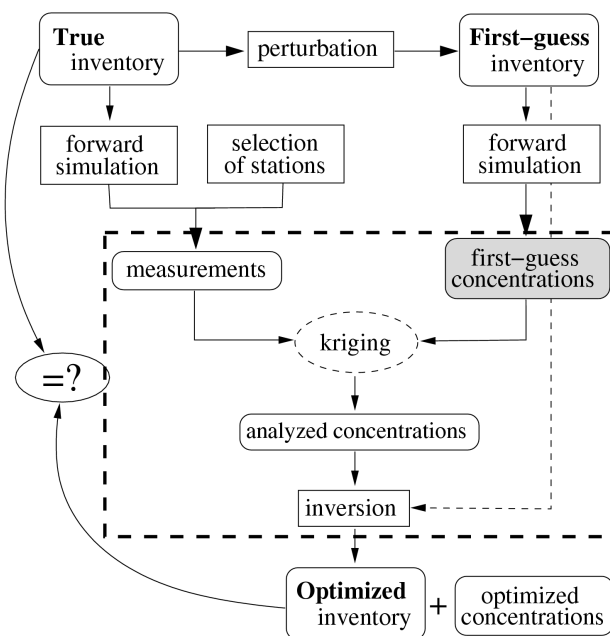 True
inventory
perturbation
First-guess
inventory
forward
simulation
selection
of stations
forward
simulation
measurements
first-guess
concentrations
kriging
=?
analyzed concentrations
inversion
Optimized
inventory
+
optimized
concentrations